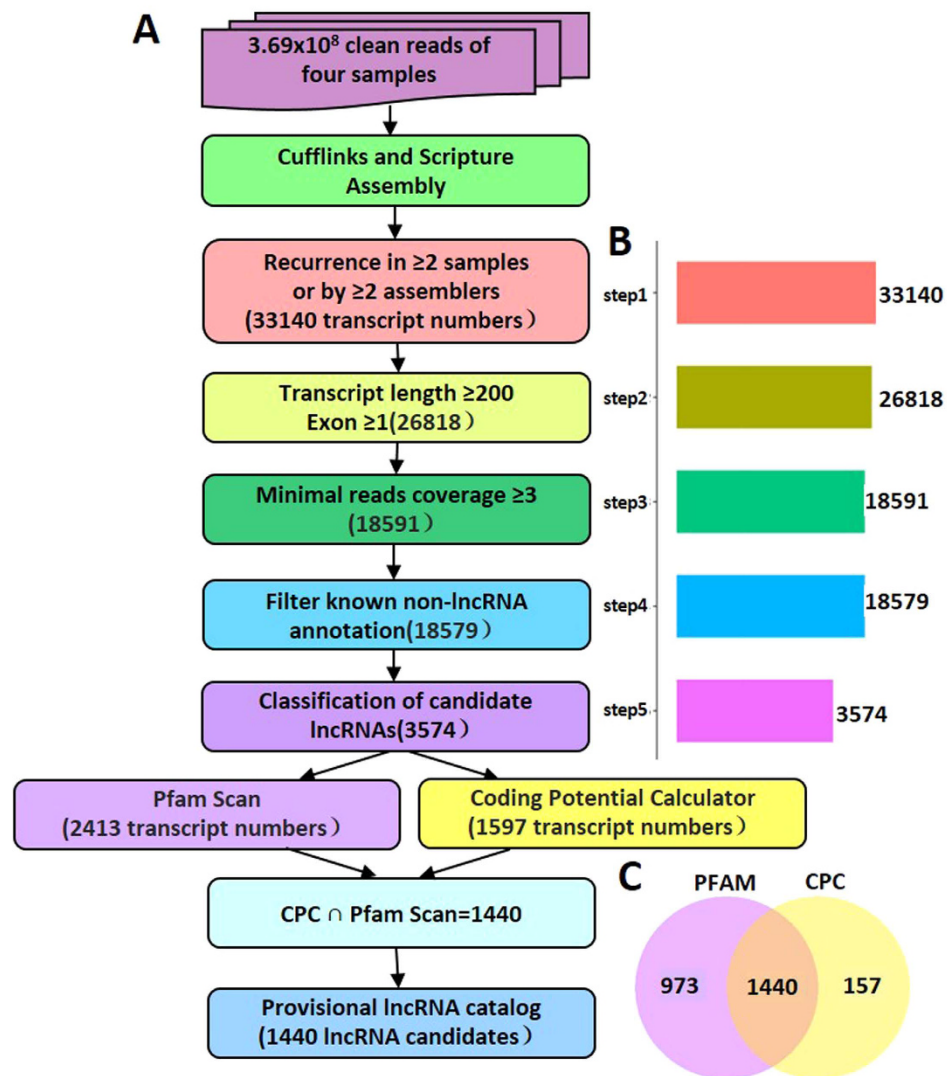 A
3.69x10⁸ clean reads of
four samples
Cufflinks and Scripture
Assembly
Recurrence in ≥2 samples
or by ≥2 assemblers
(33140 transcript numbers）
Transcript length ≥200
Exon ≥1(26818）
Minimal reads coverage ≥3
(18591）
Filter known non-lncRNA
annotation(18579）
Classification of candidate
lncRNAs(3574）
Pfam Scan
(2413 transcript numbers）
Coding Potential Calculator
(1597 transcript numbers）
CPC ∩ Pfam Scan=1440
Provisional lncRNA catalog
(1440 lncRNA candidates）
B
step1 33140
step2 26818
step3 18591
step4 18579
step5 3574
C
PFAM CPC
973 1440 157